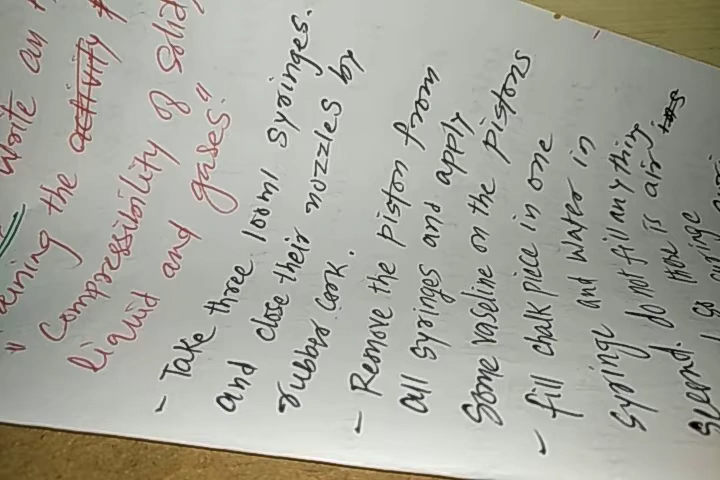 Write an
the
"Compressibility of solid
liquid and gases."
- Take three 100ml syringes.
and close their nozzles by
rubber cork.
- Remove the piston from
all syringes and apply
some vaseline on the pistons
- fill chalk piece in one
syringe and water in
second. do not fill anything
there is air